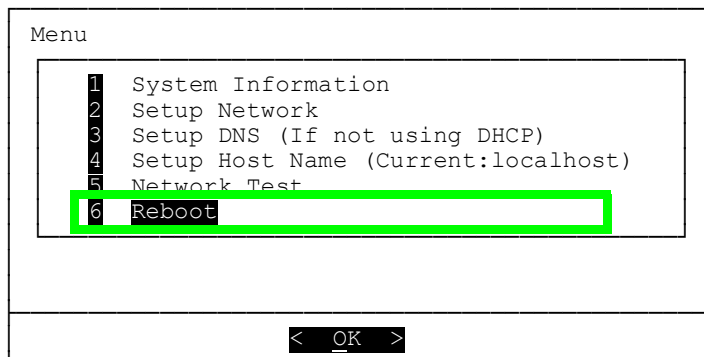 Menu
1 System Information
2 Setup Network
3 Setup DNS (If not using DHCP)
4 Setup Host Name (Current:localhost)
5 Network Test
6 Reboot
< OK >